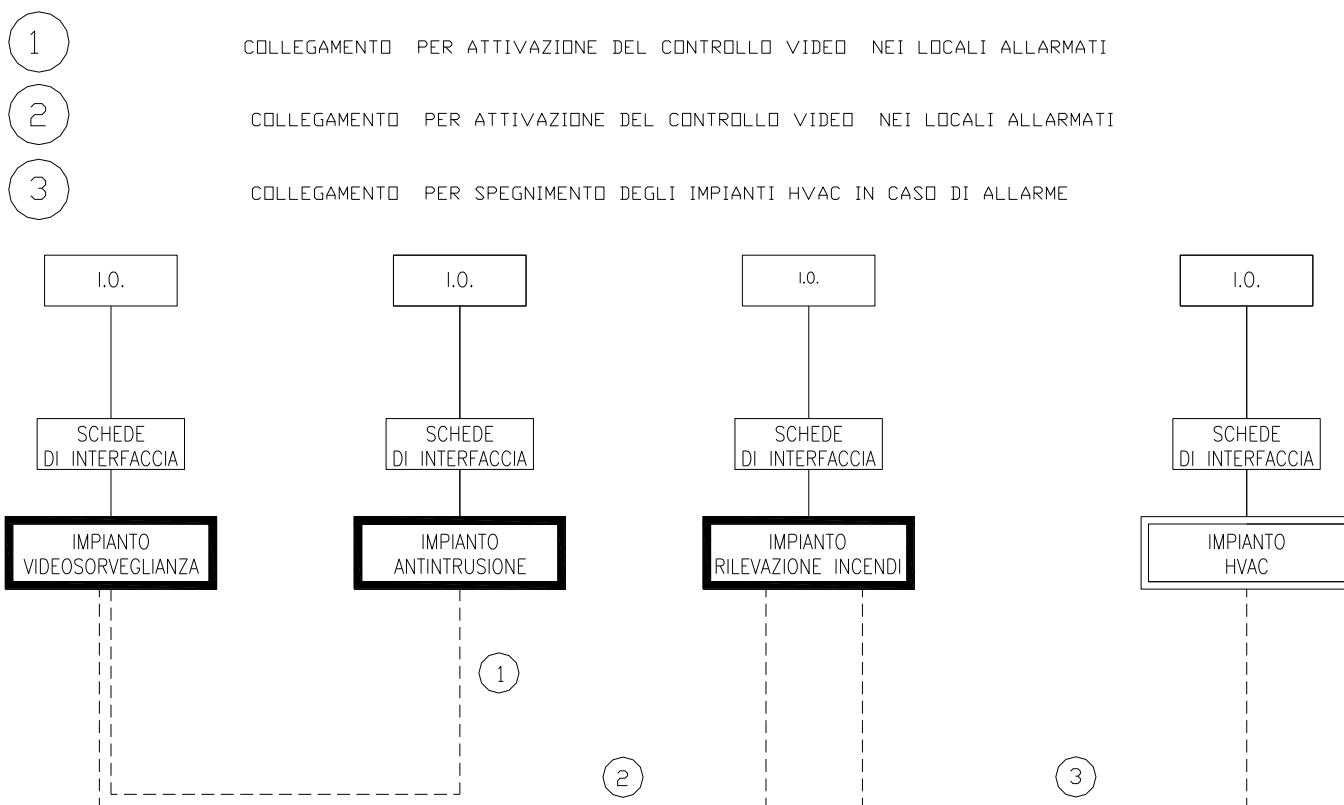 1 COLLEGAMENTO PER ATTIVAZIONE DEL CONTROLLO VIDEO NEI LOCALI ALLARMATI
2 COLLEGAMENTO PER ATTIVAZIONE DEL CONTROLLO VIDEO NEI LOCALI ALLARMATI
3 COLLEGAMENTO PER SPEGNIMENTO DEGLI IMPIANTI HVAC IN CASO DI ALLARME
I.O.
I.O.
I.O.
I.O.
SCHEDE
DI INTERFACCIA
SCHEDE
DI INTERFACCIA
SCHEDE
DI INTERFACCIA
SCHEDE
DI INTERFACCIA
IMPIANTO
VIDEOSORVEGLIANZA
IMPIANTO
ANTINTRUSIONE
IMPIANTO
RILEVAZIONE INCENDI
IMPIANTO
HVAC
1
2
3